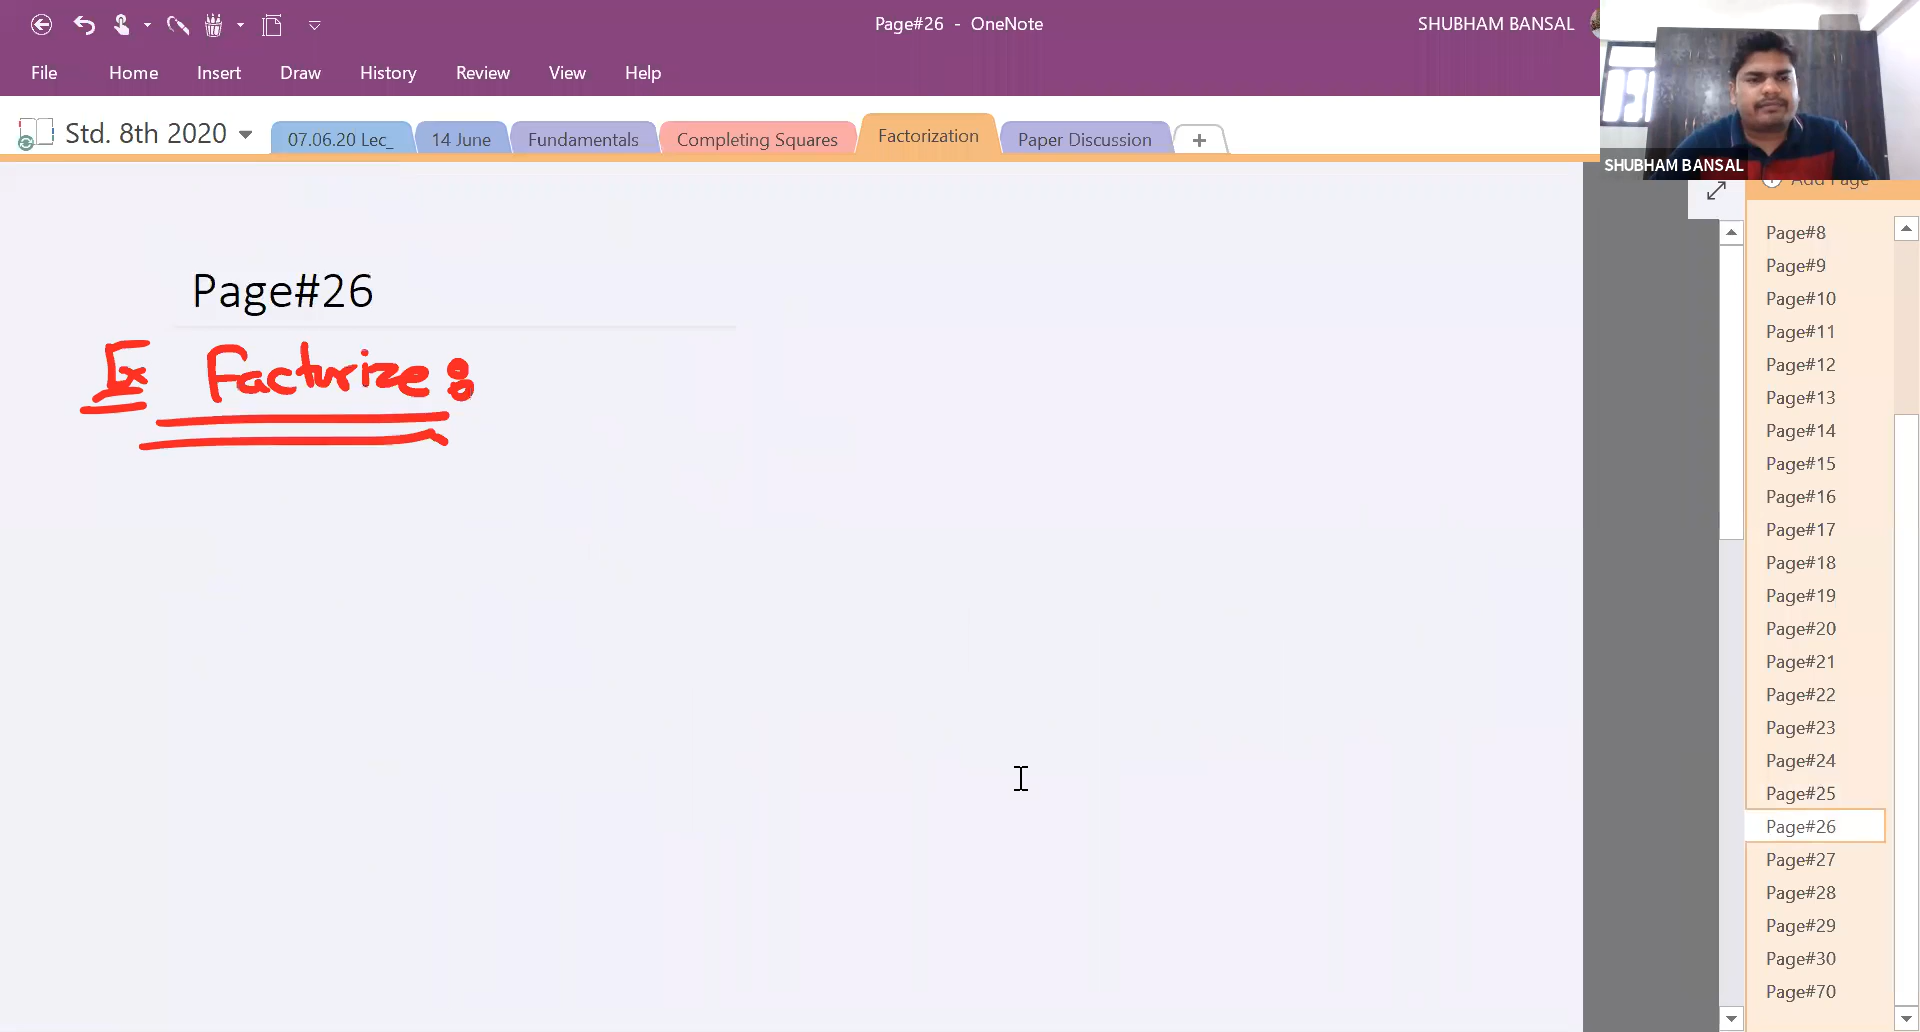 Page#26 - OneNote
SHUBHAM BANSAL
File Home Insert Draw History Review View Help
Std. 8th 2020
07.06.20 Lec_ 14 June Fundamentals Completing Squares Factorization Paper Discussion +
SHUBHAM BANSAL
Add Page
Page#26
Ex Facturize :
Page#8
Page#9
Page#10
Page#11
Page#12
Page#13
Page#14
Page#15
Page#16
Page#17
Page#18
Page#19
Page#20
Page#21
Page#22
Page#23
Page#24
Page#25
Page#26
Page#27
Page#28
Page#29
Page#30
Page#70